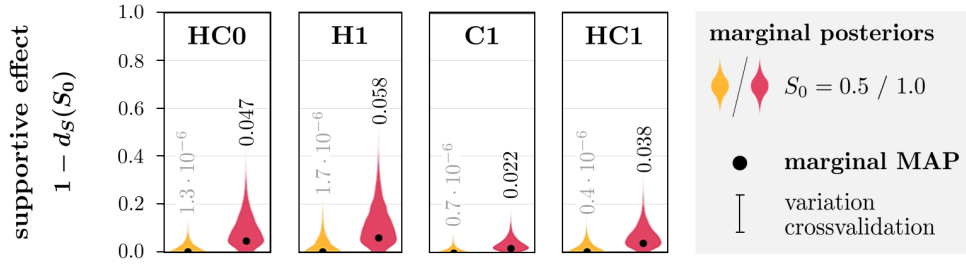 supportive effect
1 − d_S(S_0)
1.0
0.8
0.6
0.4
0.2
0.0
HC0
1.3 · 10^−6
0.047
H1
1.7 · 10^−6
0.058
C1
0.7 · 10^−6
0.022
HC1
0.4 · 10^−6
0.038
marginal posteriors
S_0 = 0.5 / 1.0
marginal MAP
variation
crossvalidation